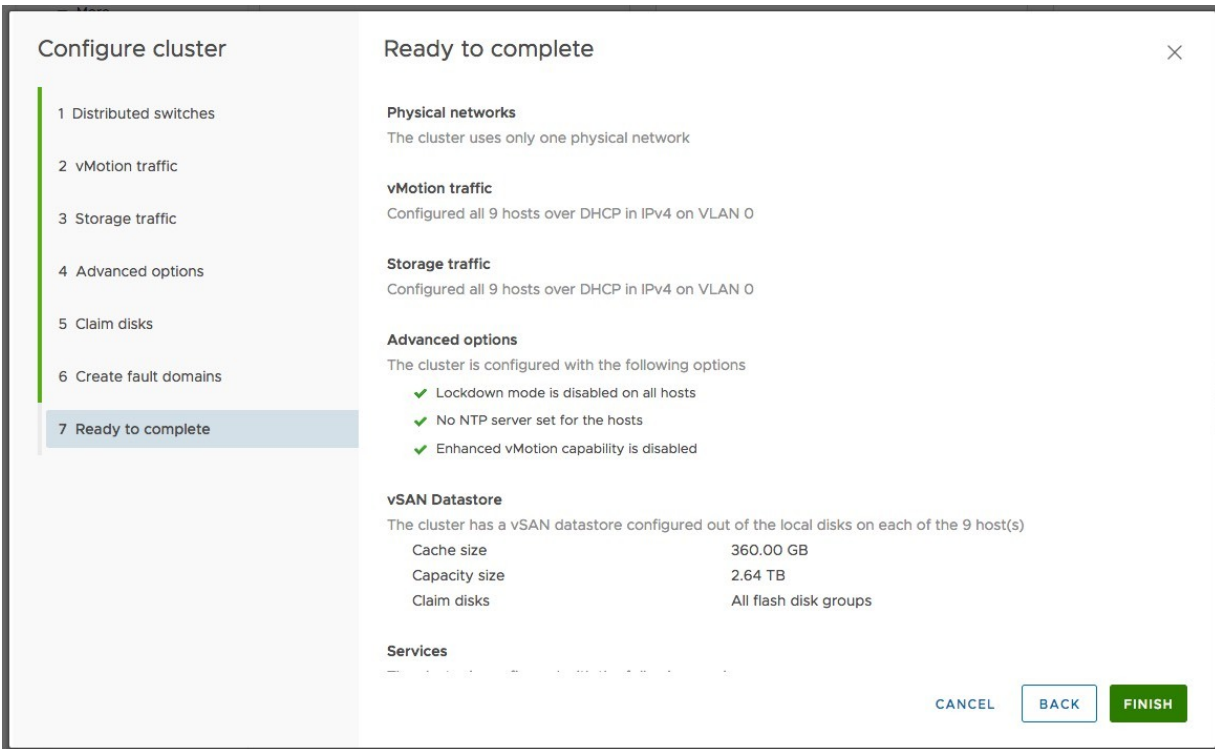 Configure cluster
1 Distributed switches
2 vMotion traffic
3 Storage traffic
4 Advanced options
5 Claim disks
6 Create fault domains
7 Ready to complete
Ready to complete
Physical networks
The cluster uses only one physical network
vMotion traffic
Configured all 9 hosts over DHCP in IPv4 on VLAN 0
Storage traffic
Configured all 9 hosts over DHCP in IPv4 on VLAN 0
Advanced options
The cluster is configured with the following options
Lockdown mode is disabled on all hosts
No NTP server set for the hosts
Enhanced vMotion capability is disabled
vSAN Datastore
The cluster has a vSAN datastore configured out of the local disks on each of the 9 host(s)
Cache size 360.00 GB
Capacity size 2.64 TB
Claim disks All flash disk groups
Services
CANCEL BACK FINISH